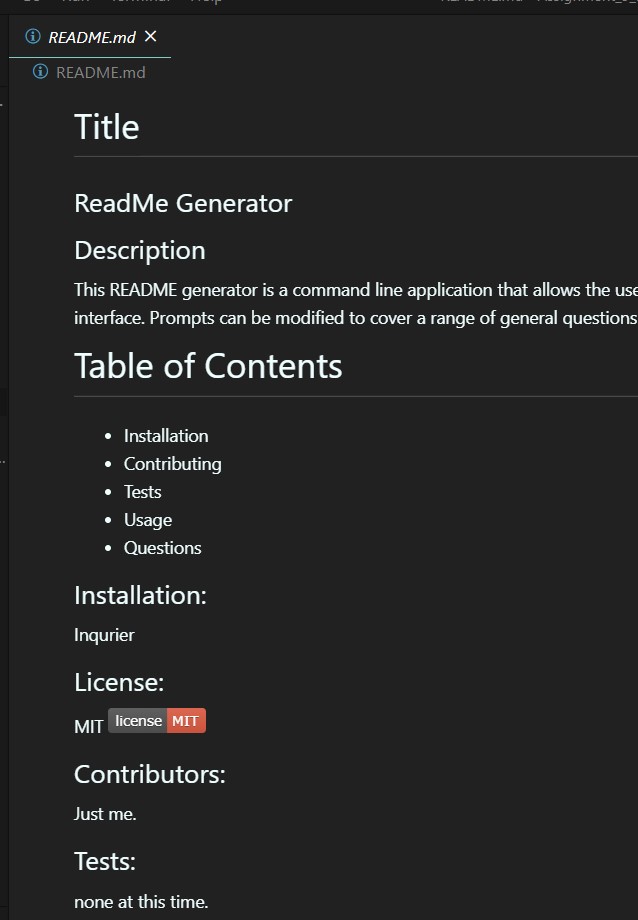 README.md
README.md
Title
ReadMe Generator
Description
This README generator is a command line application that allows the use
interface. Prompts can be modified to cover a range of general questions
Table of Contents
Installation
Contributing
Tests
Usage
Questions
Installation:
Inqurier
License:
MIT license MIT
Contributors:
Just me.
Tests:
none at this time.